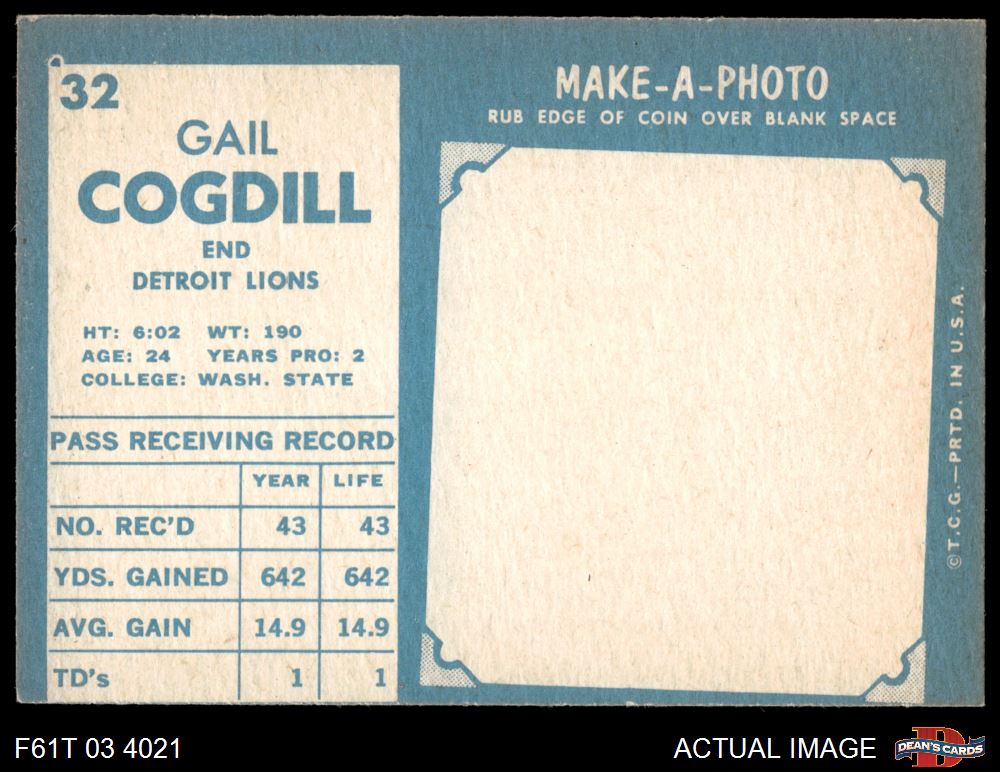 32
GAIL
COGDILL
END
DETROIT LIONS
HT: 6:02 WT: 190
AGE: 24 YEARS PRO: 2
COLLEGE: WASH. STATE
PASS RECEIVING RECORD
YEAR LIFE
NO. REC'D 43 43
YDS. GAINED 642 642
AVG. GAIN 14.9 14.9
TD's 1 1
MAKE-A-PHOTO
RUB EDGE OF COIN OVER BLANK SPACE
©T.C.G.—PRTD. IN U.S.A.
F61T 03 4021
ACTUAL IMAGE
DEAN'S CARDS